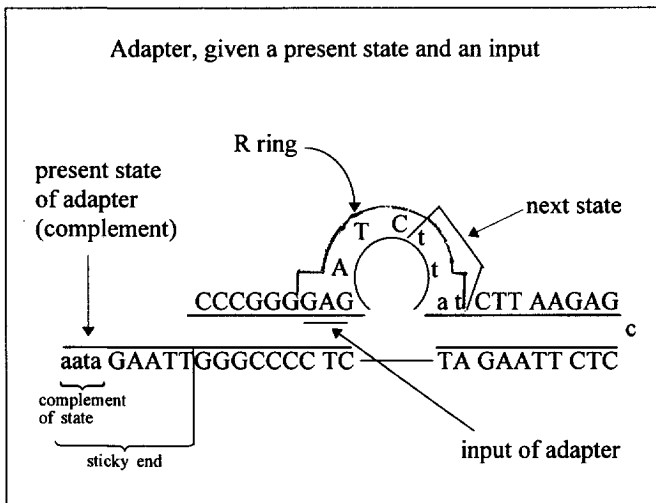 Adapter, given a present state and an input
R ring
present state
of adapter
(complement)
next state
T C t
A t
CCCGGGGAG a t CTT AAGAG
c
aata GAATTGGGCCCC TC TA GAATT CTC
complement
of state
sticky end
input of adapter